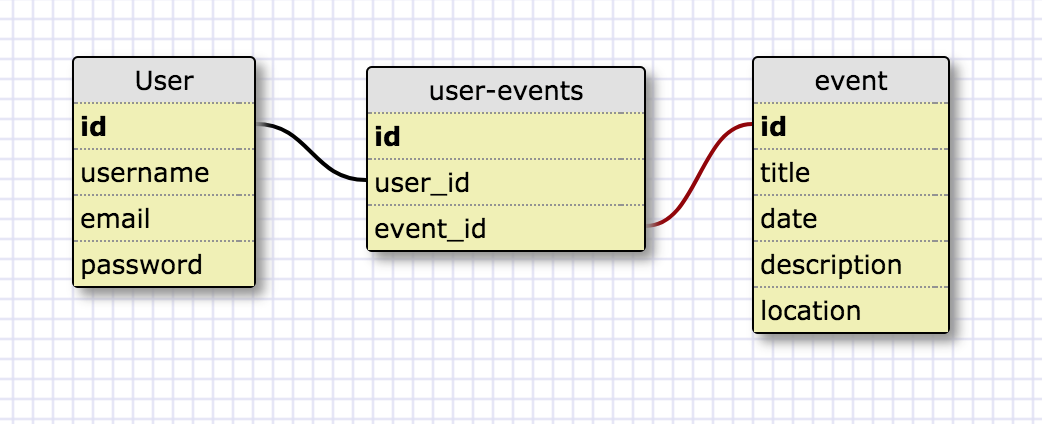 User
id
username
email
password
user-events
id
user_id
event_id
event
id
title
date
description
location